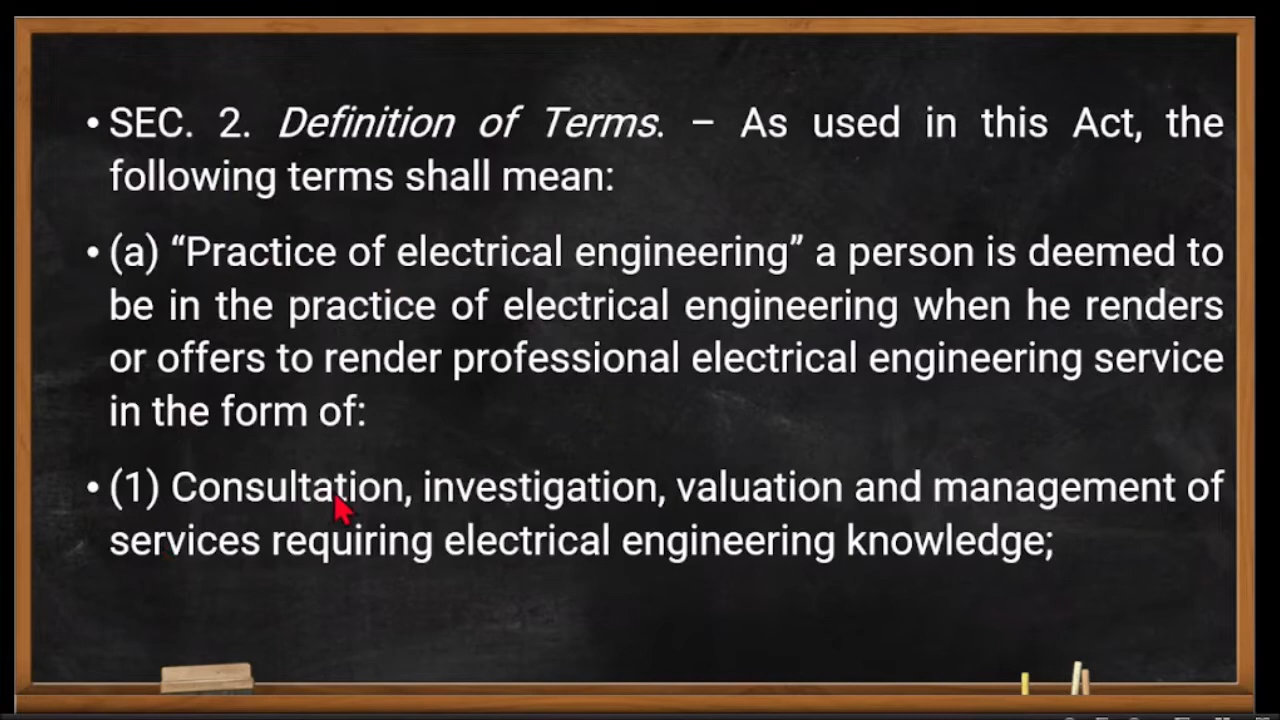 • SEC. 2. Definition of Terms. – As used in this Act, the
following terms shall mean:
• (a) “Practice of electrical engineering” a person is deemed to
be in the practice of electrical engineering when he renders
or offers to render professional electrical engineering service
in the form of:
• (1) Consultation, investigation, valuation and management of
services requiring electrical engineering knowledge;